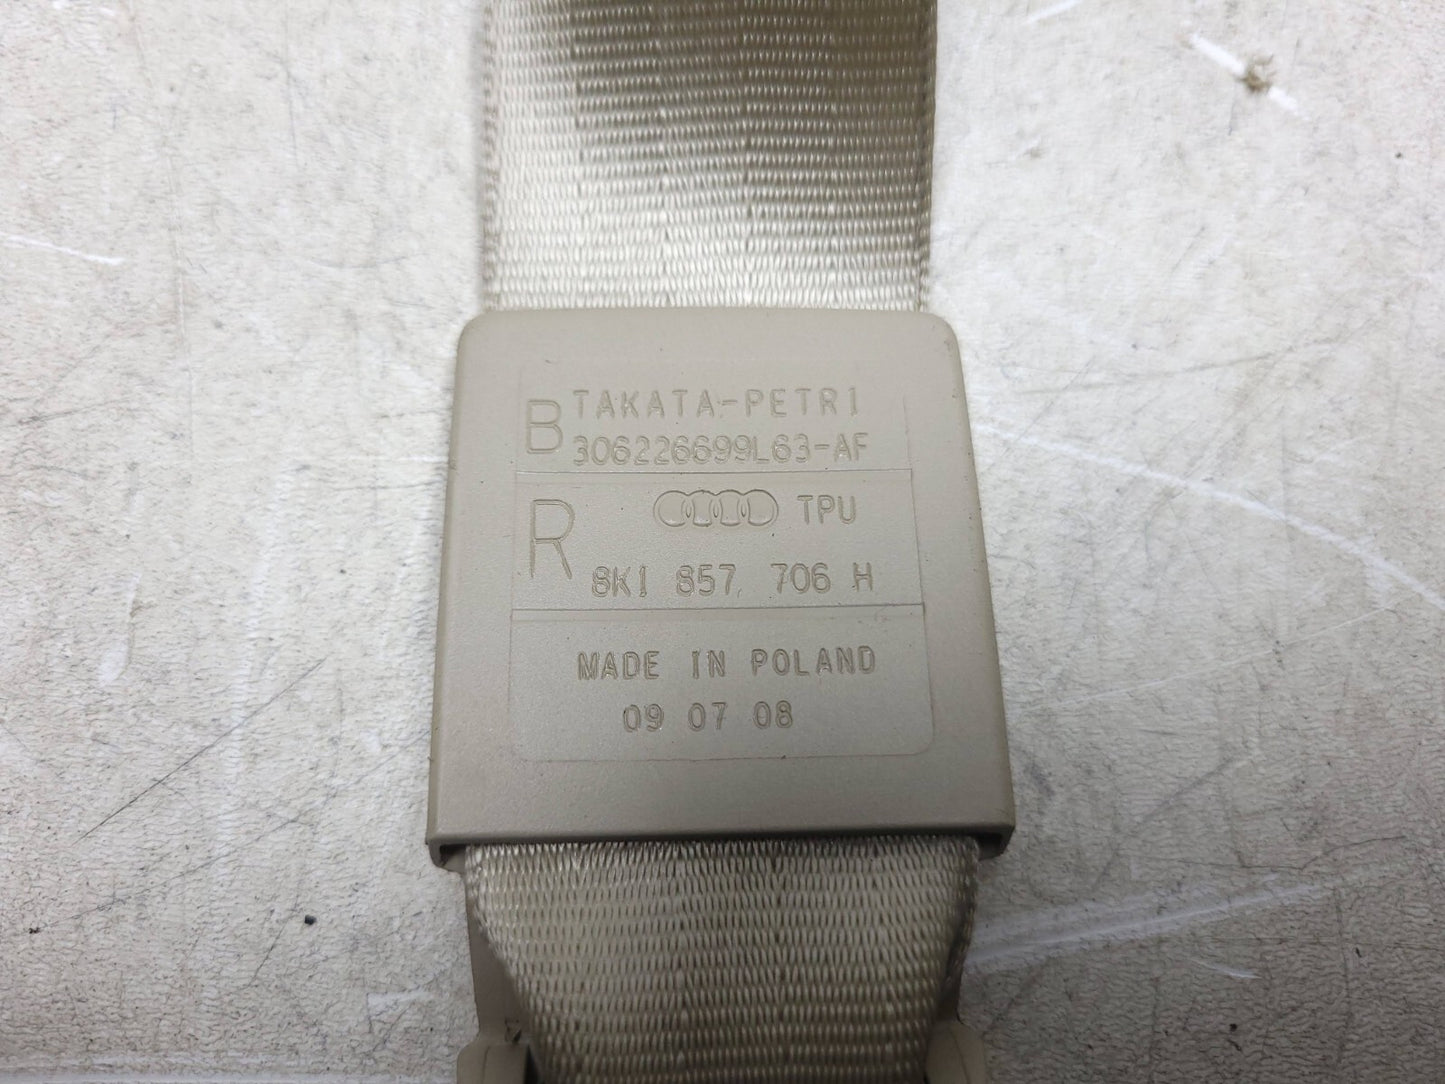 B TAKATA-PETRI
306226699L63-AF
R TPU
8K1 857 706 H
MADE IN POLAND
09 07 08